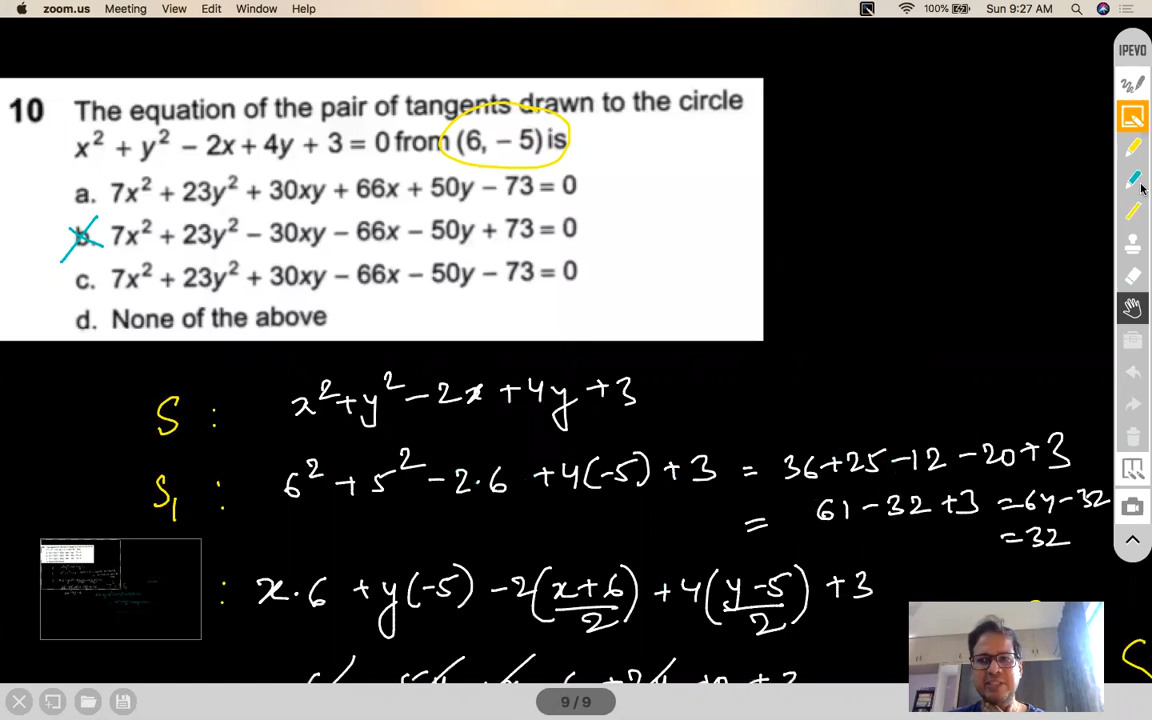 zoom.us Meeting View Edit Window Help 100% Sun 9:27 AM
IPEVO
10 The equation of the pair of tangents drawn to the circle
x² + y² − 2x + 4y + 3 = 0 from (6, − 5) is
a. 7x² + 23y² + 30xy + 66x + 50y − 73 = 0
b. 7x² + 23y² − 30xy − 66x − 50y + 73 = 0
c. 7x² + 23y² + 30xy − 66x − 50y − 73 = 0
d. None of the above
S : x²+y²−2x+4y+3
S₁ : 6²+5²−2·6 +4(-5)+3 = 36+25−12−20+3
= 61−32+3 =64−32
=32
: x·6 +y(-5) −2(x+6/2) +4(y−5/2) +3
9 / 9